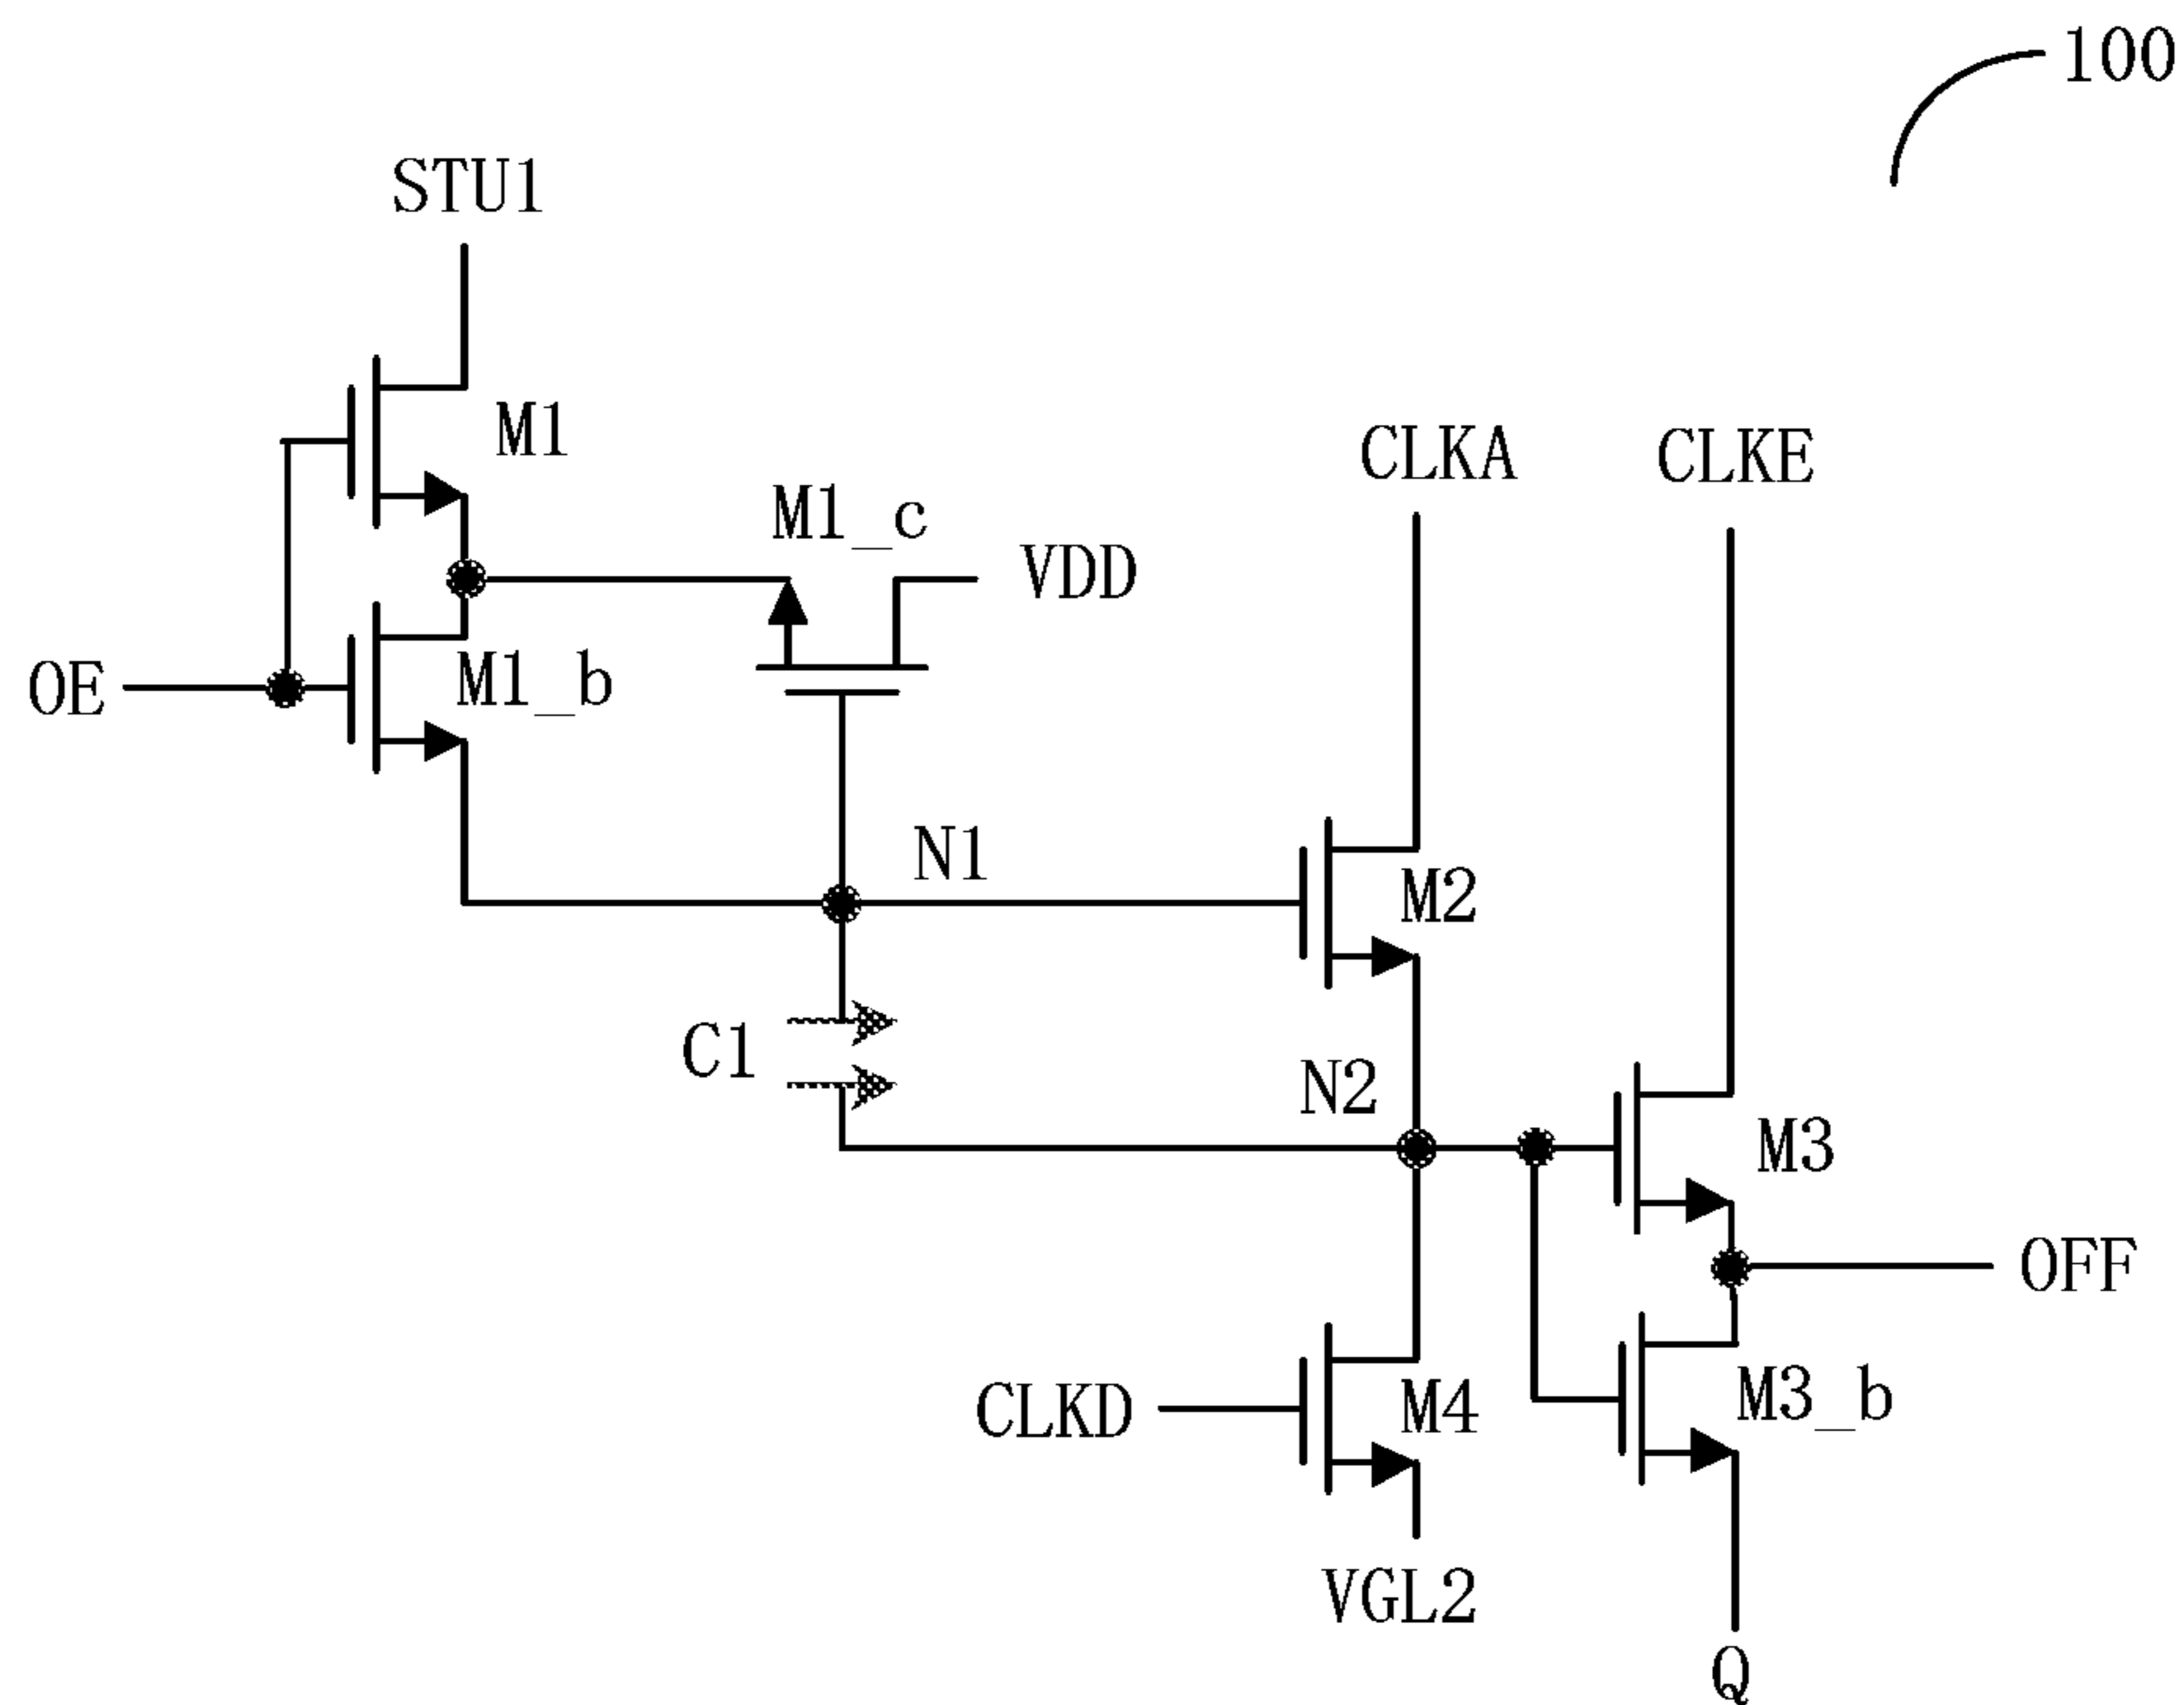 100
STU1
M1
CLKA
CLKE
M1_c
VDD
OE
M1_b
N1
M2
C1
N2
M3
OFF
CLKD
M4
M3_b
VGL2
Q